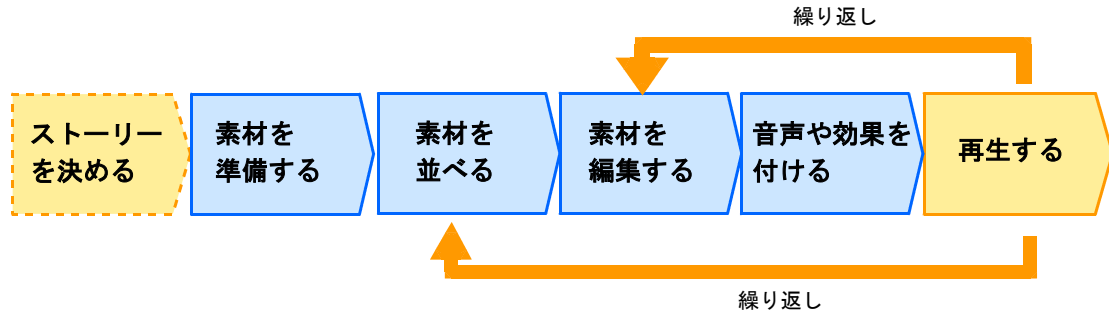 繰り返し
ストーリー
を決める
素材を
準備する
素材を
並べる
素材を
編集する
音声や効果を
付ける
再生する
繰り返し